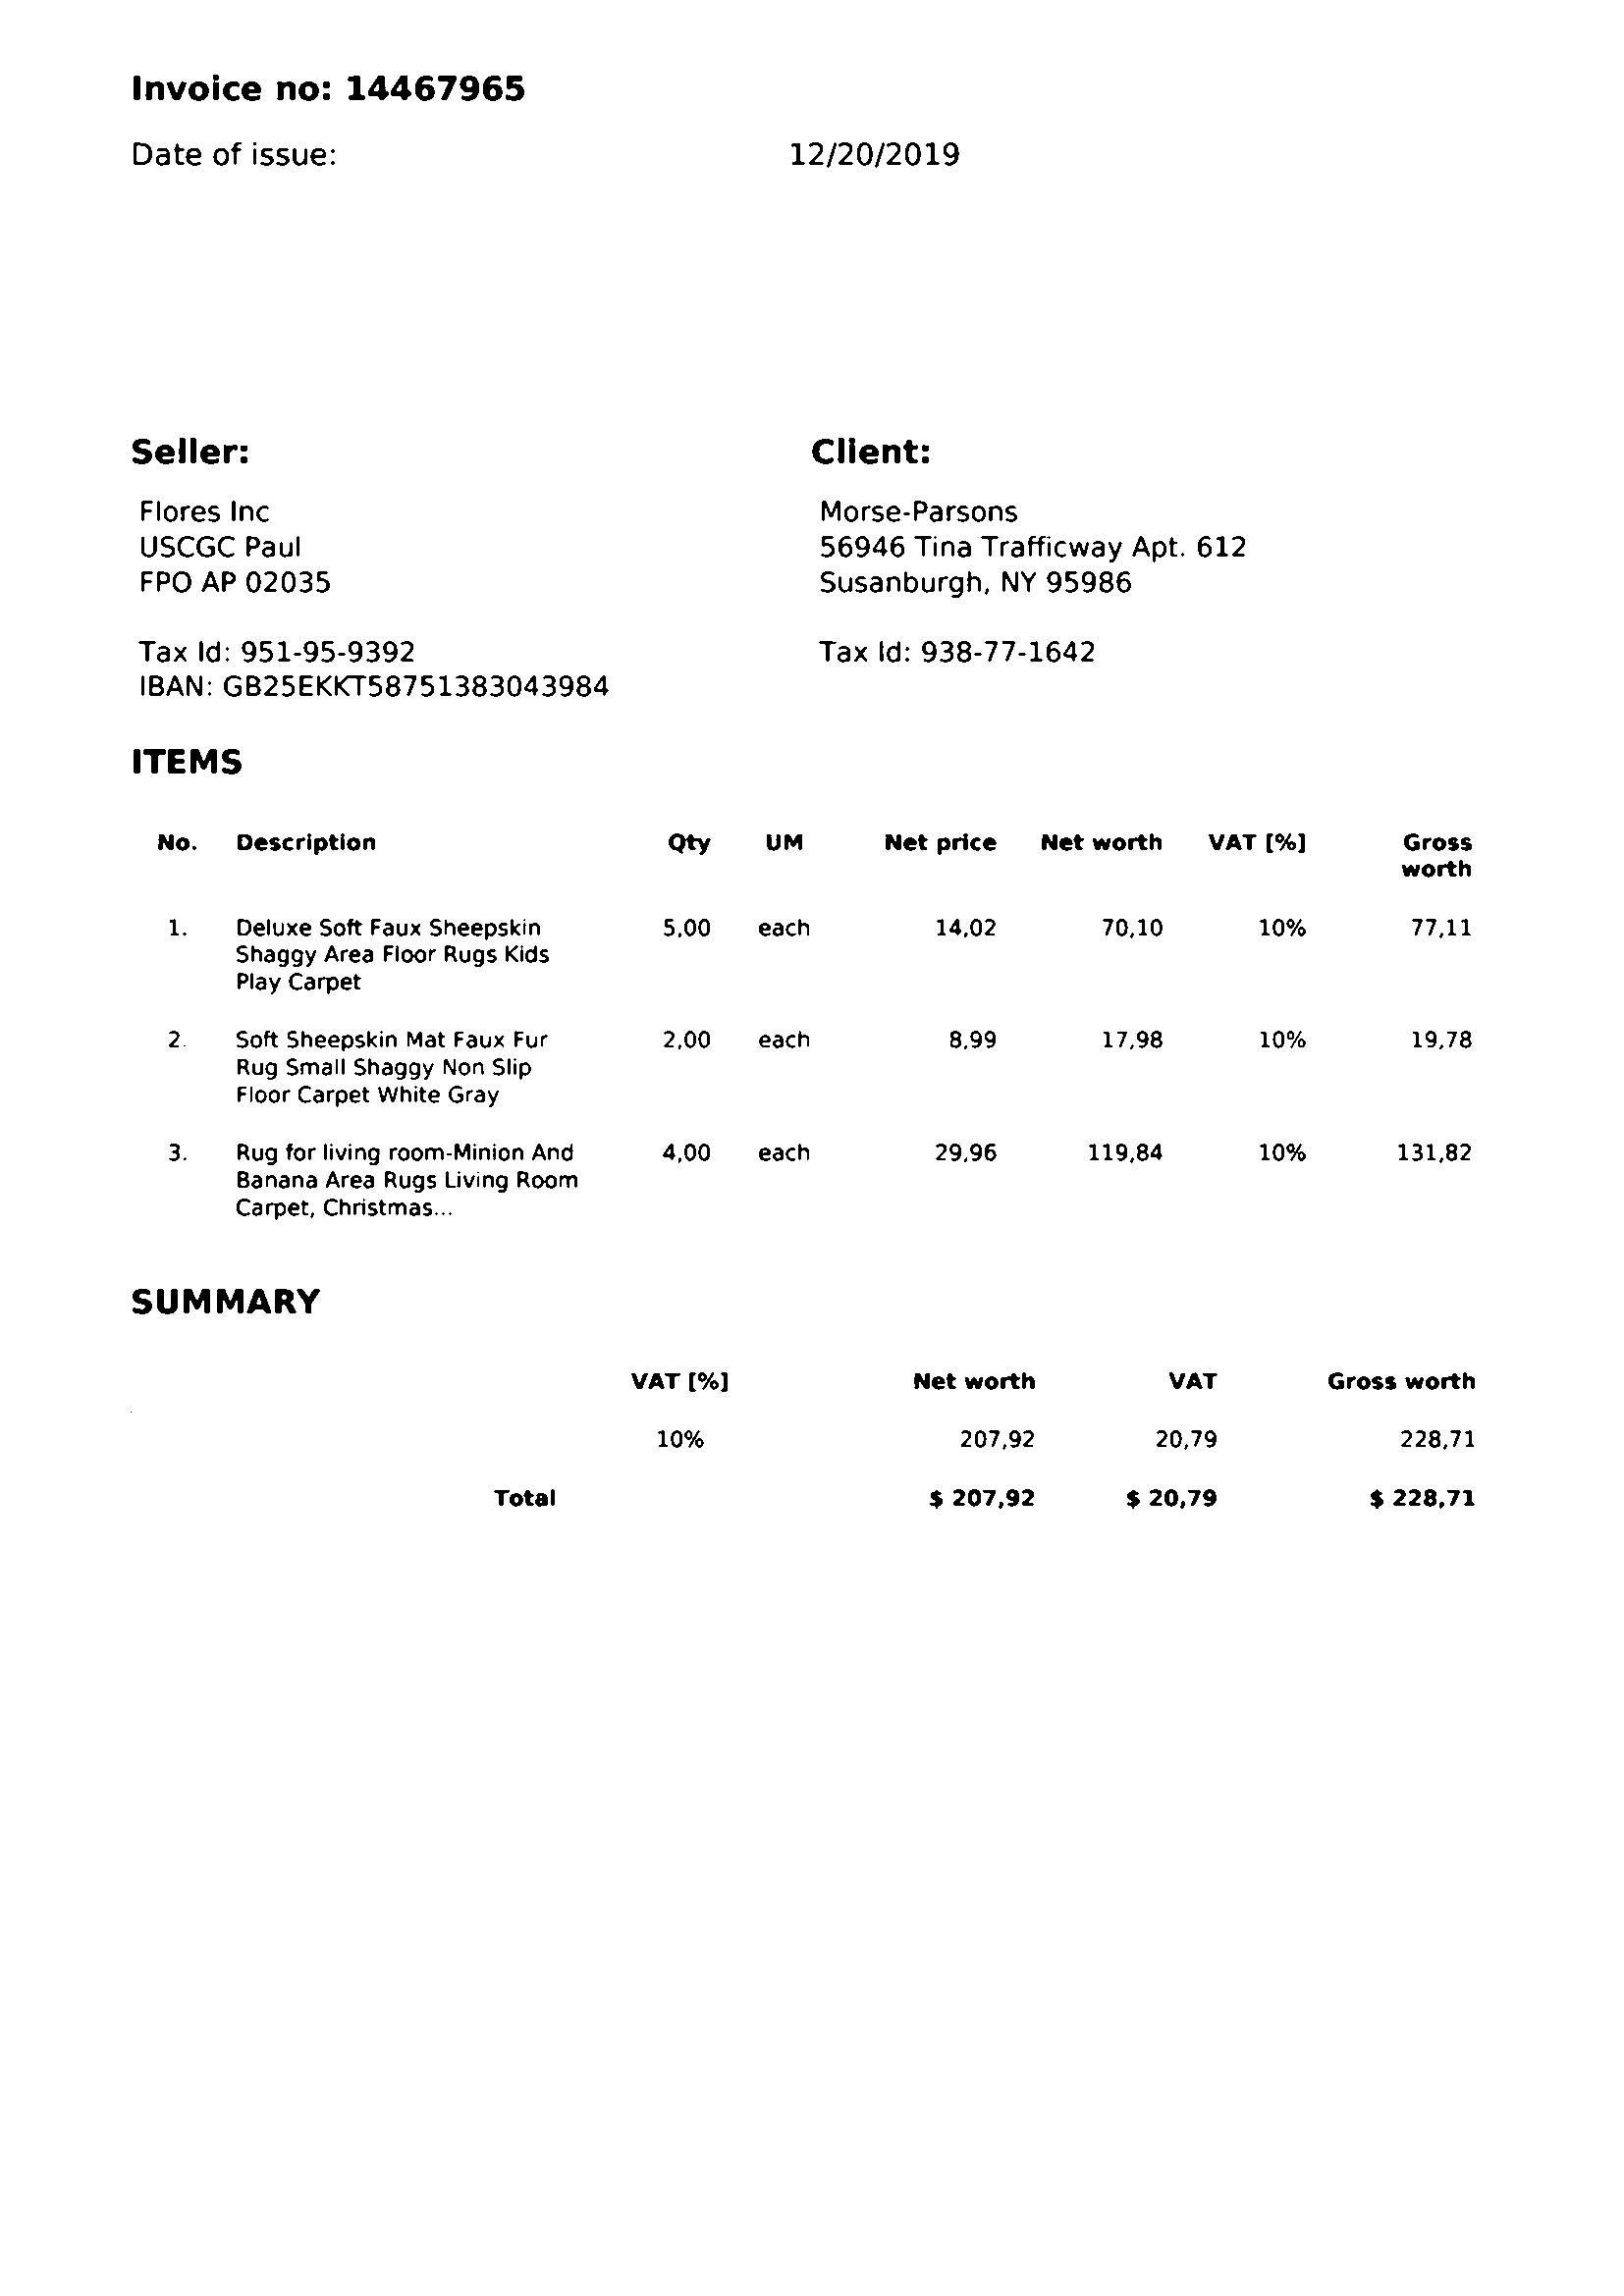 Invoice no: 14467965
Date of issue: 12/20/2019
Seller:
Flores Inc
USCGC Paul
FPO AP 02035
Tax Id: 951-95-9392
IBAN: GB25EKKT58751383043984
Client:
Morse-Parsons
56946 Tina Trafficway Apt. 612
Susanburgh, NY 95986
Tax Id: 938-77-1642
ITEMS
No. Description Qty UM Net price Net worth VAT [%] Gross
worth
1. Deluxe Soft Faux Sheepskin 5,00 each 14,02 70,10 10% 77,11
Shaggy Area Floor Rugs Kids
Play Carpet
2. Soft Sheepskin Mat Faux Fur 2,00 each 8,99 17,98 10% 19,78
Rug Small Shaggy Non Slip
Floor Carpet White Gray
3. Rug for living room-Minion And 4,00 each 29,96 119,84 10% 131,82
Banana Area Rugs Living Room
Carpet, Christmas...
SUMMARY
VAT [%] Net worth VAT Gross worth
10% 207,92 20,79 228,71
Total $ 207,92 $ 20,79 $ 228,71